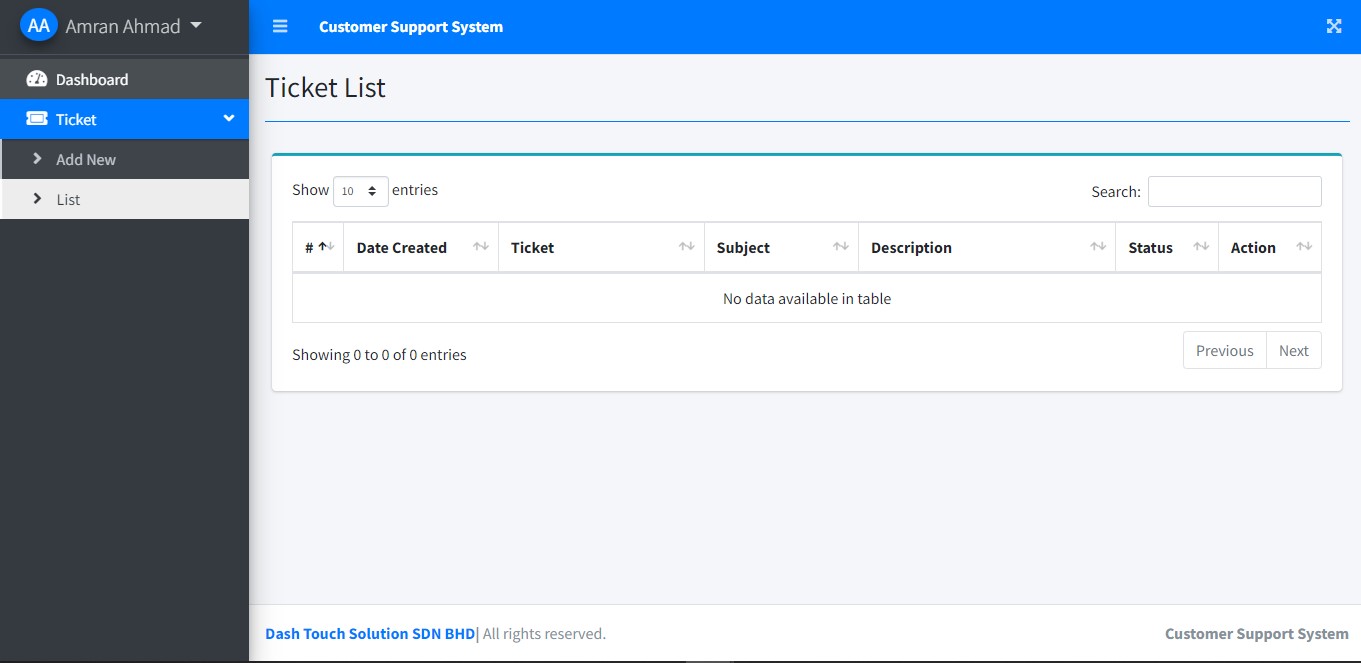 AA Amran Ahmad
Customer Support System
Dashboard
Ticket
Add New
List
Ticket List
Show 10 entries
Search:
# Date Created Ticket Subject Description Status Action
No data available in table
Showing 0 to 0 of 0 entries
Previous Next
Dash Touch Solution SDN BHD| All rights reserved.
Customer Support System